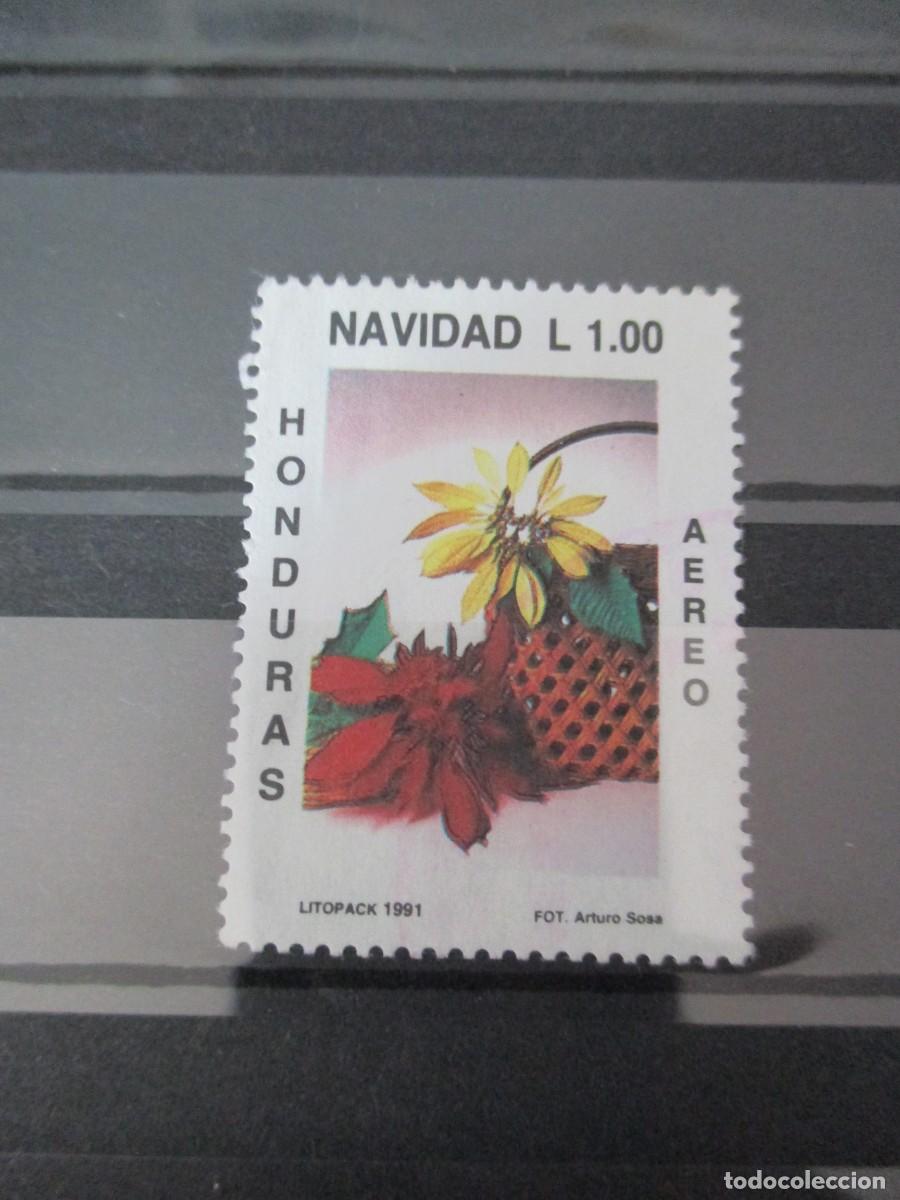 NAVIDAD L 1.00
HONDURAS
AEREO
LITOPACK 1991
FOT. Arturo Sosa
todocoleccion